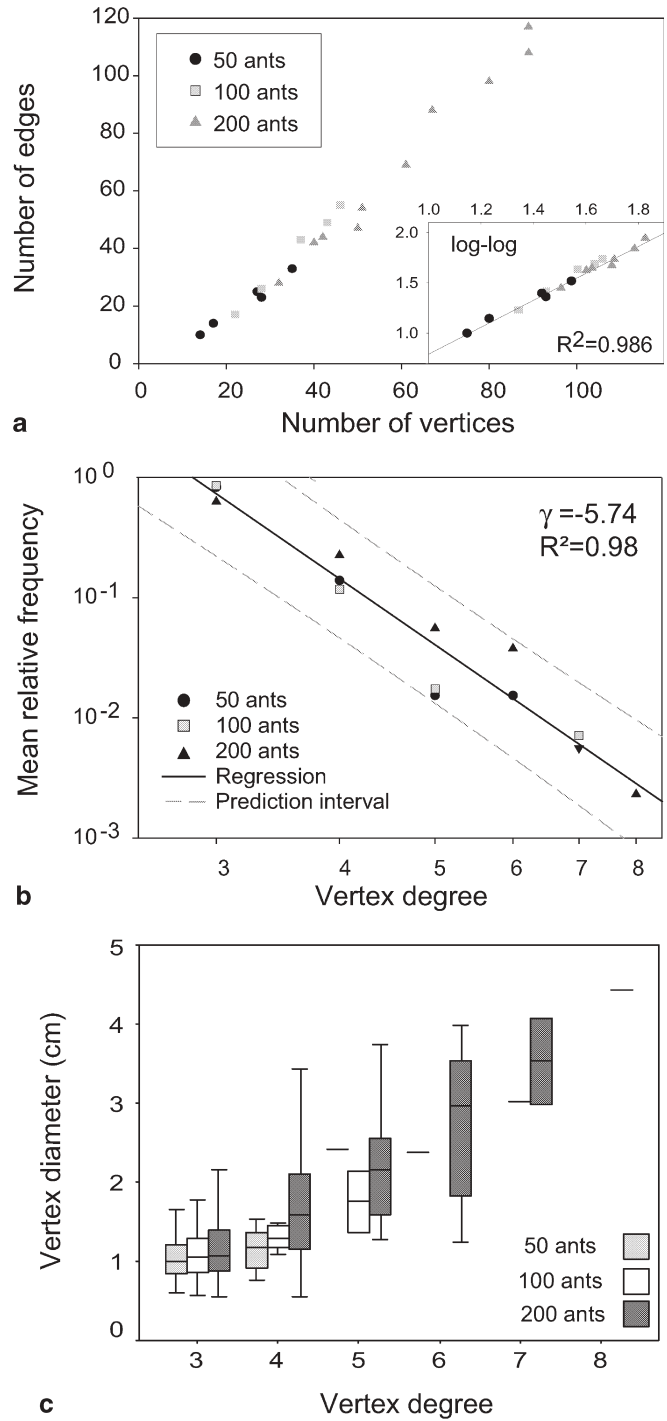 120
100
80
60
40
20
0
Number of edges
50 ants
100 ants
200 ants
1.0 1.2 1.4 1.6 1.8
2.0
1.5
1.0
log-log
R²=0.986
0 20 40 60 80 100
Number of vertices
a
10⁰
10⁻¹
10⁻²
10⁻³
Mean relative frequency
γ =-5.74
R²=0.98
50 ants
100 ants
200 ants
Regression
Prediction interval
3 4 5 6 7 8
Vertex degree
b
5
4
3
2
1
0
Vertex diameter (cm)
50 ants
100 ants
200 ants
3 4 5 6 7 8
Vertex degree
c